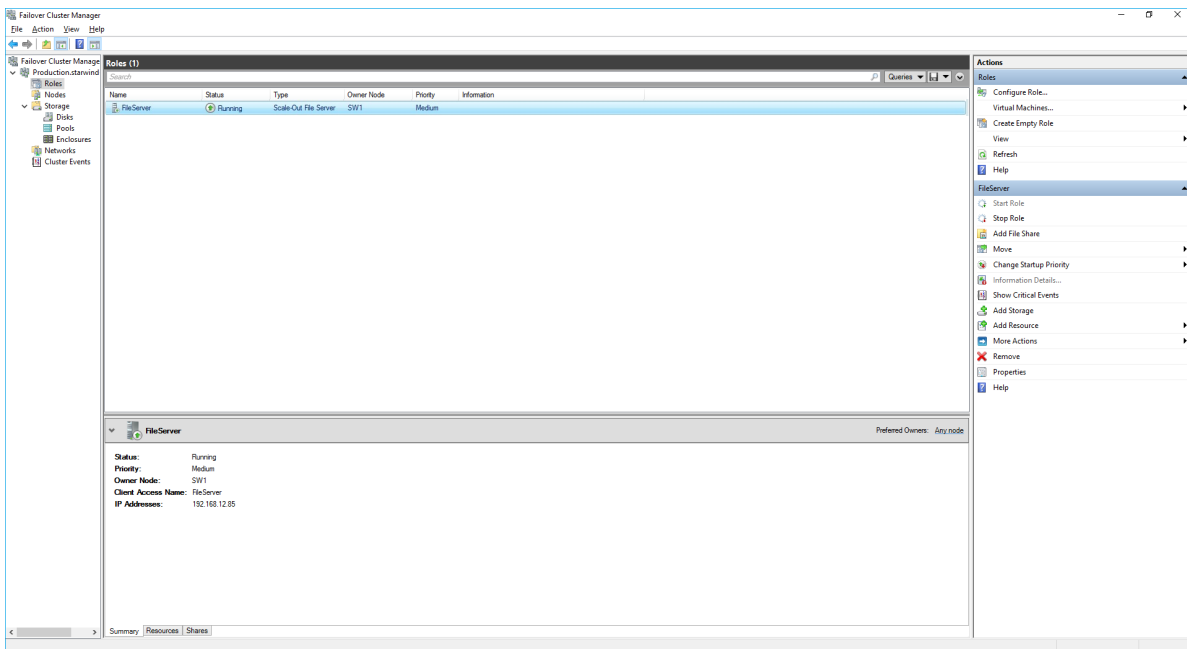 Failover Cluster Manager
File Action View Help
Failover Cluster Manage
Production.starwind
Roles
Nodes
Storage
Disks
Pools
Enclosures
Networks
Cluster Events
Roles (1)
Search
Queries
Name Status Type Owner Node Priority Information
FileServer Running Scale-Out File Server SW1 Medium
FileServer
Preferred Owners: Any node
Status: Running
Priority: Medium
Owner Node: SW1
Client Access Name: FileServer
IP Addresses: 192.168.12.85
Summary Resources Shares
Actions
Roles
Configure Role...
Virtual Machines...
Create Empty Role
View
Refresh
Help
FileServer
Start Role
Stop Role
Add File Share
Move
Change Startup Priority
Information Details...
Show Critical Events
Add Storage
Add Resource
More Actions
Remove
Properties
Help